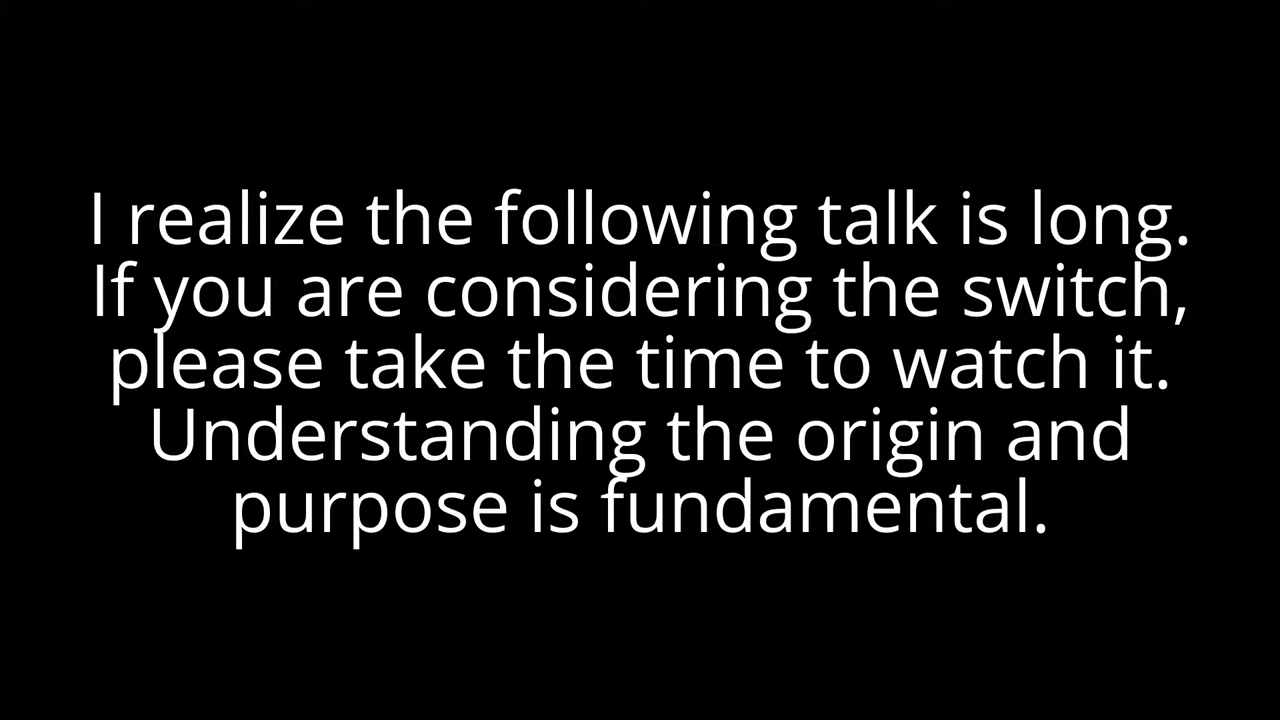 I realize the following talk is long.
If you are considering the switch,
please take the time to watch it.
Understanding the origin and
purpose is fundamental.